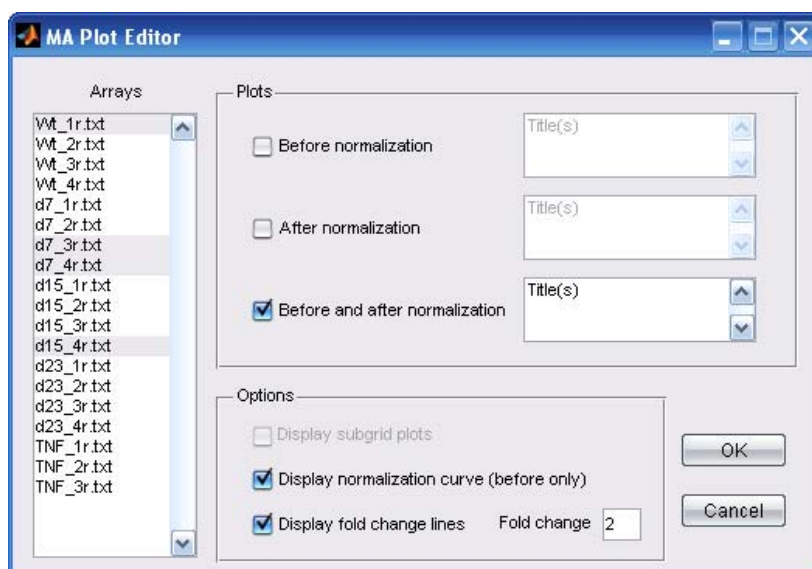 MA Plot Editor
Arrays
Wt_1r.txt
Wt_2r.txt
Wt_3r.txt
Wt_4r.txt
d7_1r.txt
d7_2r.txt
d7_3r.txt
d7_4r.txt
d15_1r.txt
d15_2r.txt
d15_3r.txt
d15_4r.txt
d23_1r.txt
d23_2r.txt
d23_3r.txt
d23_4r.txt
TNF_1r.txt
TNF_2r.txt
TNF_3r.txt
Plots
Before normalization
Title(s)
After normalization
Title(s)
Before and after normalization
Title(s)
Options
Display subgrid plots
Display normalization curve (before only)
Display fold change lines
Fold change 2
OK
Cancel